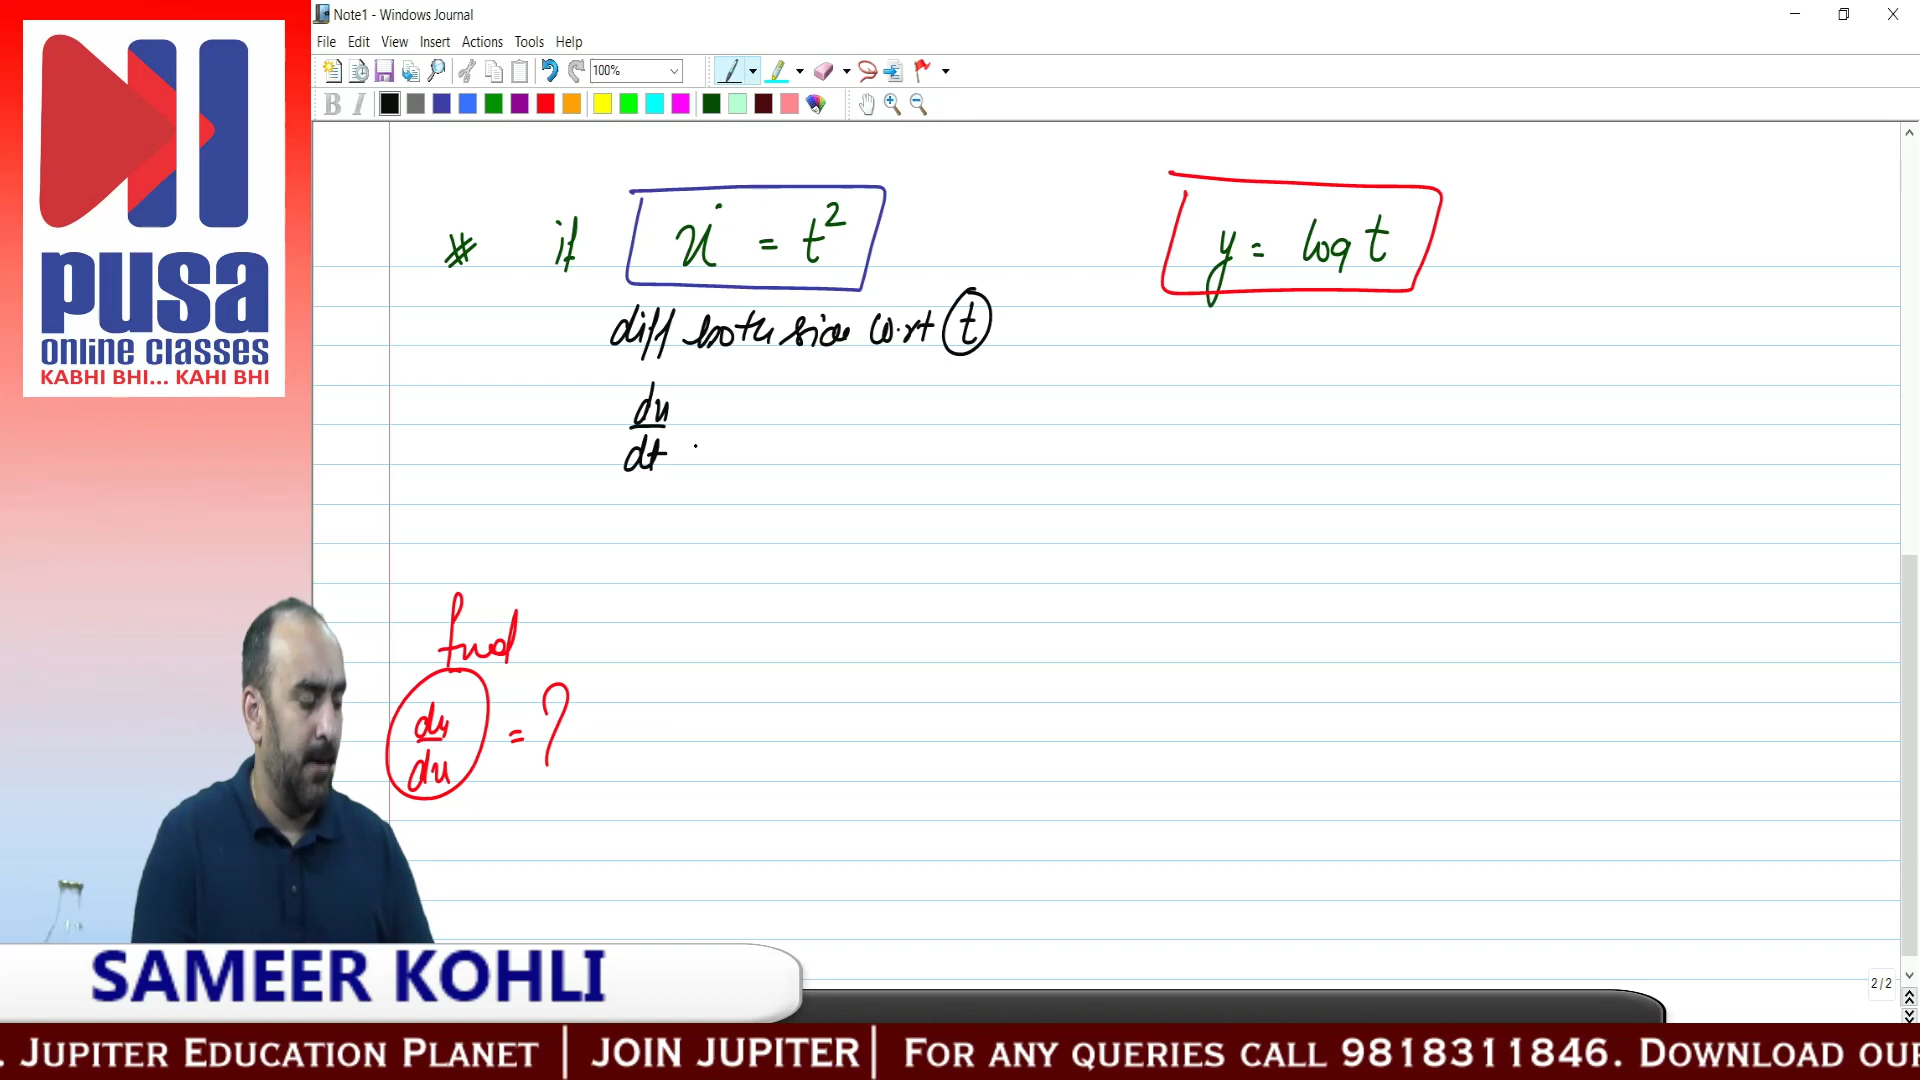 Note1 - Windows Journal
File Edit View Insert Actions Tools Help
100%
B I
PUSA
ONLINE CLASSES
KABHI BHI... KAHI BHI
# if x = t²
y = log t
diff both side w.r.t t
dx
dt
find
dy
dx
= ?
2 / 2
SAMEER KOHLI
. JUPITER EDUCATION PLANET | JOIN JUPITER | FOR ANY QUERIES CALL 9818311846. DOWNLOAD OU